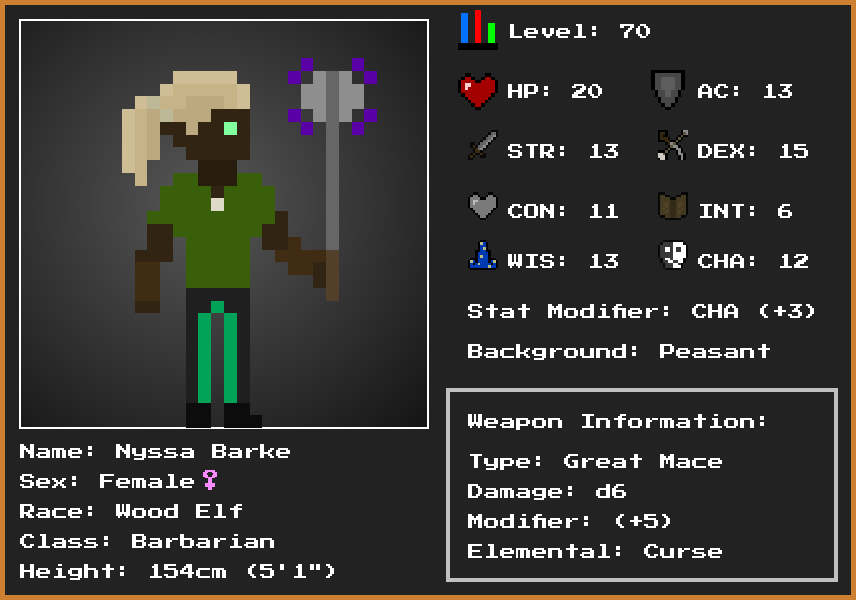 Level: 70
HP: 20
AC: 13
STR: 13
DEX: 15
CON: 11
INT: 6
WIS: 13
CHA: 12
Stat Modifier: CHA (+3)
Background: Peasant
Weapon Information:
Type: Great Mace
Damage: d6
Modifier: (+5)
Elemental: Curse
Name: Nyssa Barke
Sex: Female♀
Race: Wood Elf
Class: Barbarian
Height: 154cm (5'1")